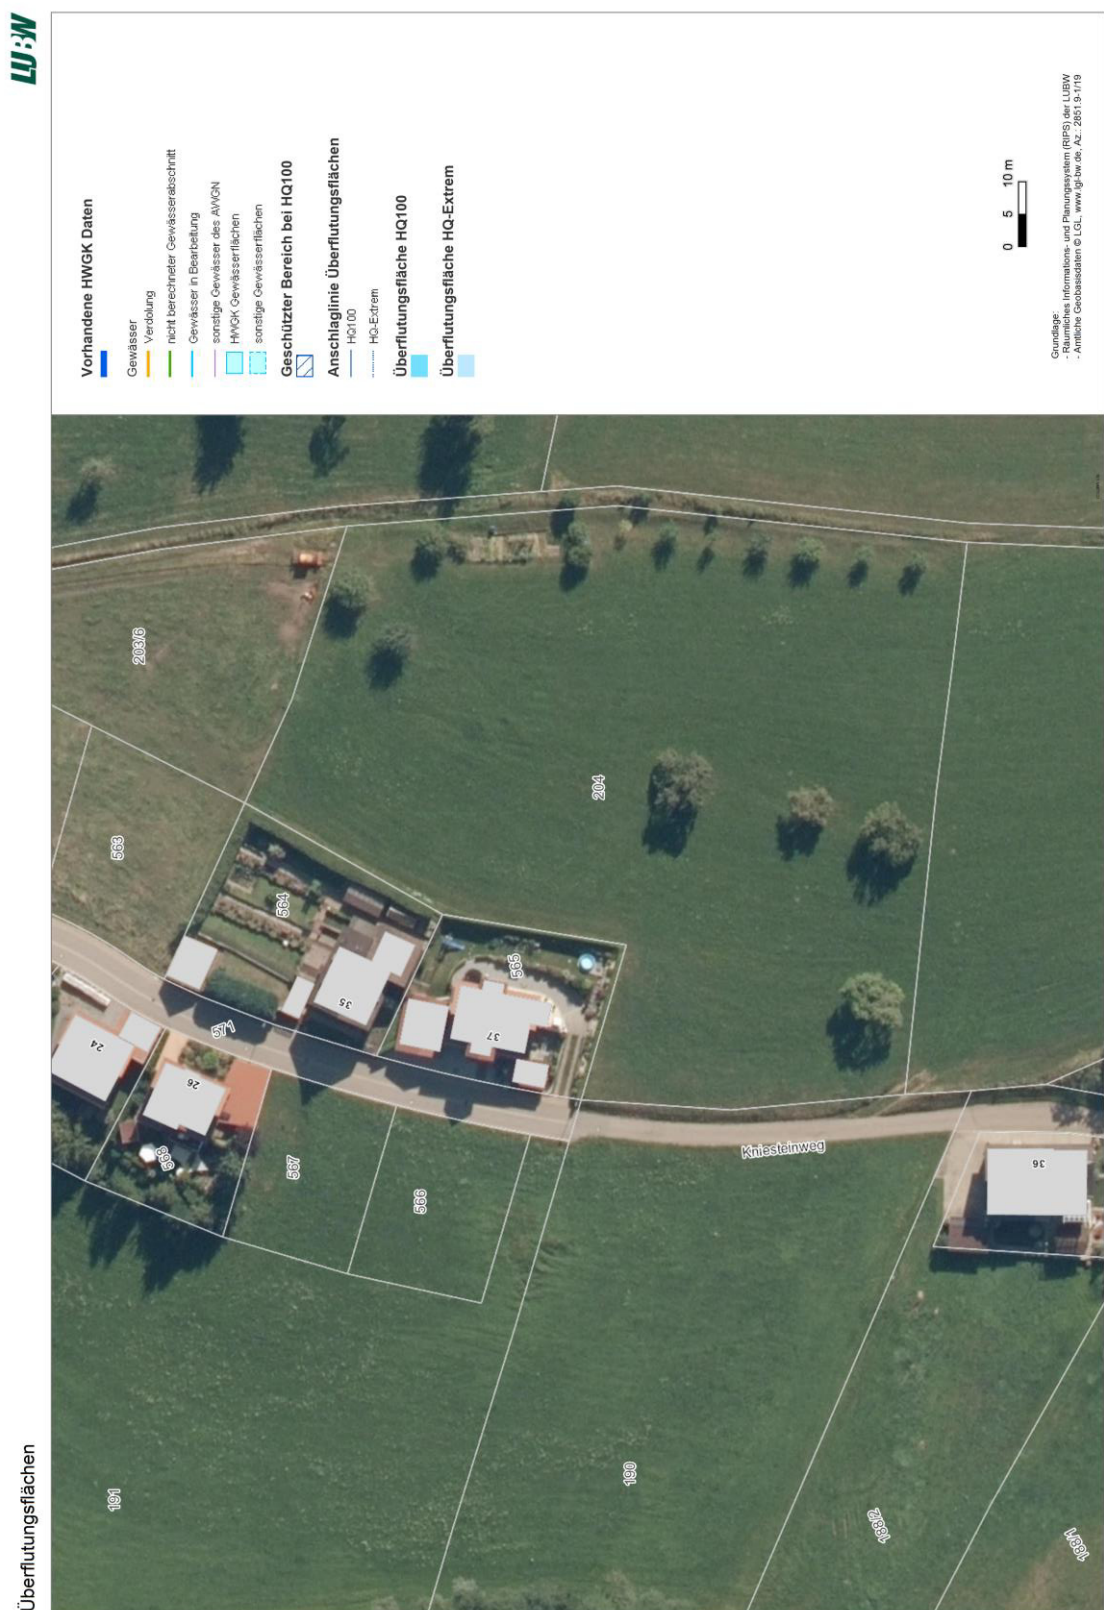 Überflutungsflächen
LUBW
Vorhandene HWGK Daten
Gewässer
Verdolung
nicht berechneter Gewässerabschnitt
Gewässer in Bearbeitung
sonstige Gewässer des AWGN
HWGK Gewässerflächen
sonstige Gewässerflächen
Geschützter Bereich bei HQ100
Anschlaglinie Überflutungsflächen
HQ100
HQ-Extrem
Überflutungsfläche HQ100
Überflutungsfläche HQ-Extrem
0 5 10 m
Grundlage:
- Räumliches Informations- und Planungssystem (RIPS) der LUBW
- Amtliche Geobasisdaten © LGL, www.lgl-bw.de, Az.: 2851.9-1/19
191
24
568
26
571
563
203/6
567
35
564
566
37
565
204
190
Kniesteinweg
188/2
36
188/1